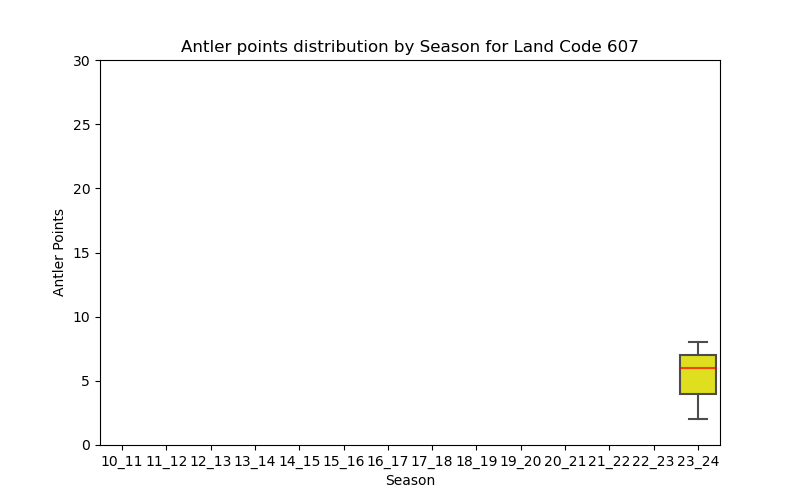 Antler points distribution by Season for Land Code 607
30
25
20
15
10
5
0
Antler Points
10_11 11_12 12_13 13_14 14_15 15_16 16_17 17_18 18_19 19_20 20_21 21_22 22_23 23_24
Season